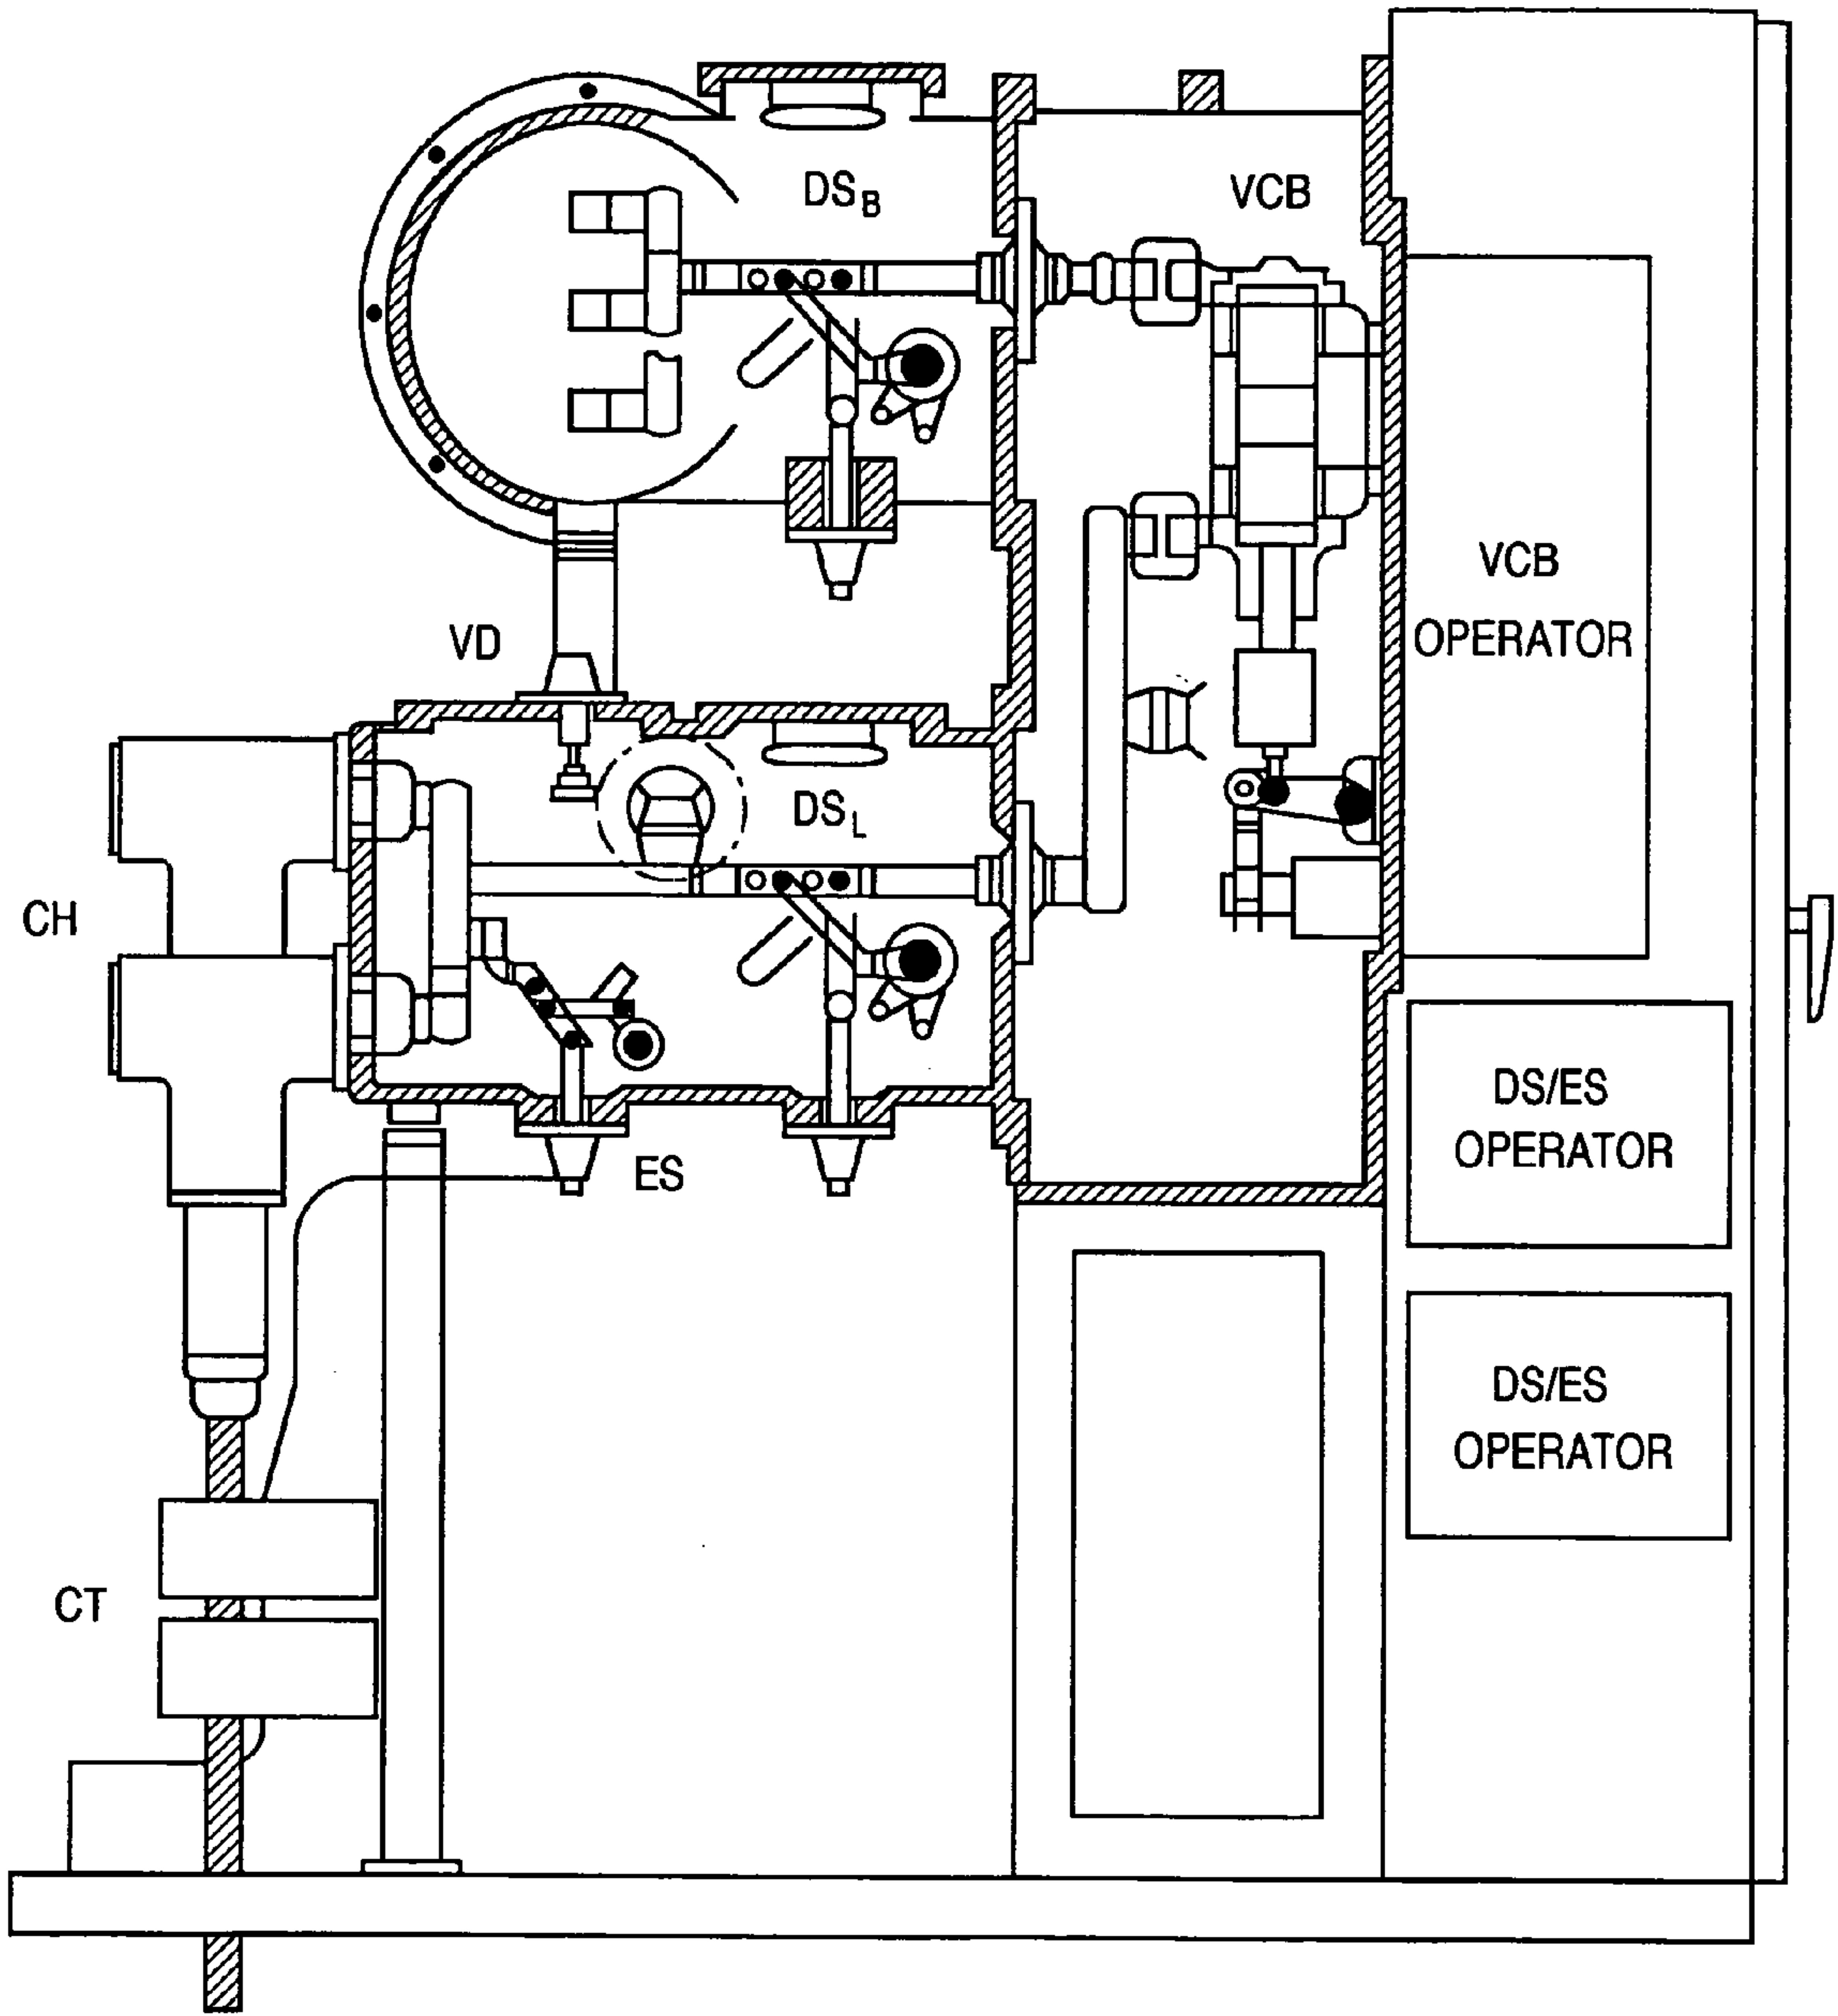 DSB
VCB
VCB
OPERATOR
VD
DSL
CH
DS/ES
OPERATOR
ES
DS/ES
OPERATOR
CT